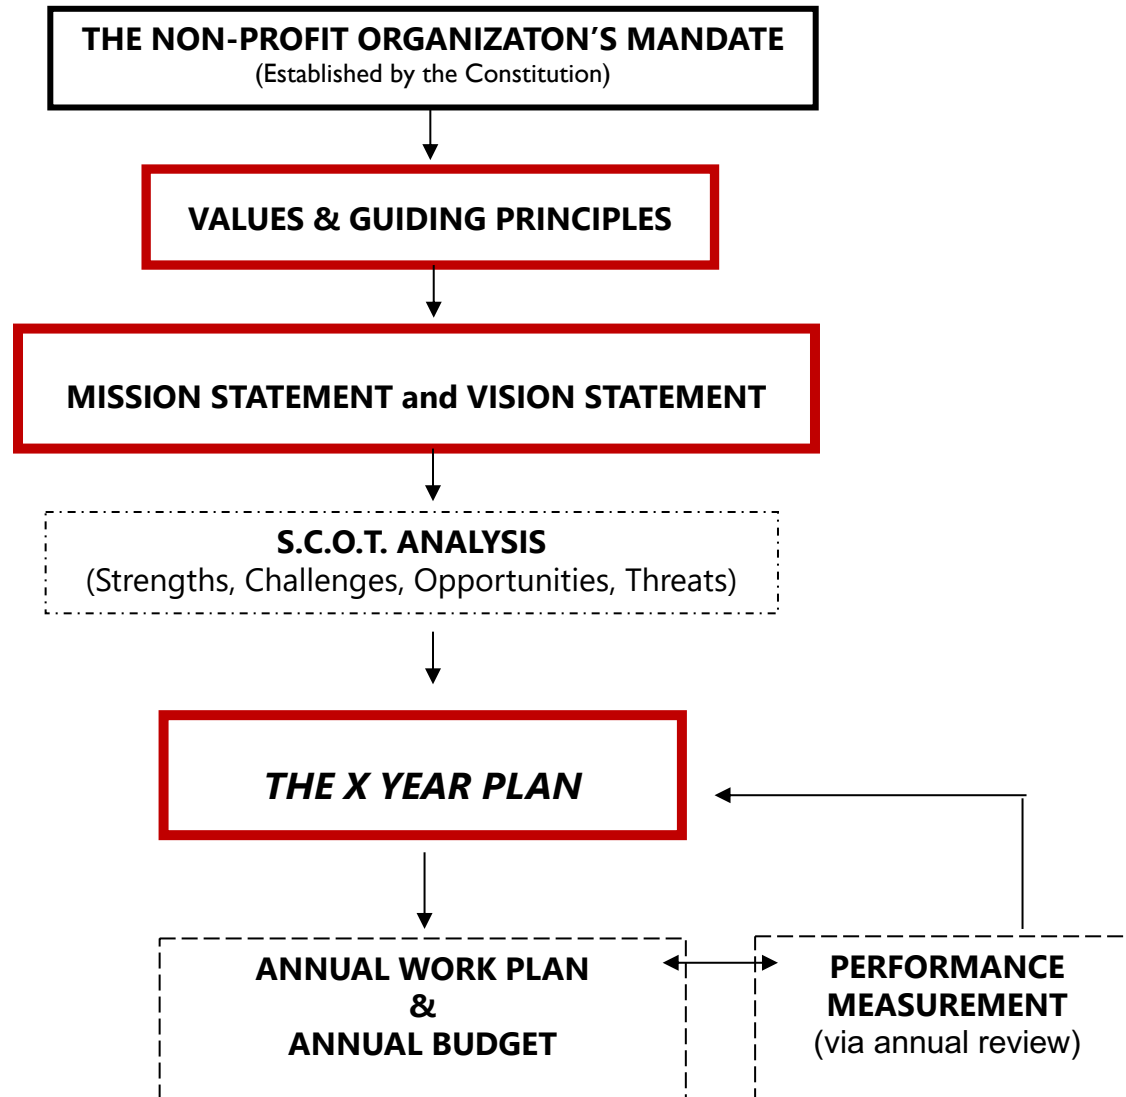 THE NON-PROFIT ORGANIZATON’S MANDATE
(Established by the Constitution)
VALUES & GUIDING PRINCIPLES
MISSION STATEMENT and VISION STATEMENT
S.C.O.T. ANALYSIS
(Strengths, Challenges, Opportunities, Threats)
THE X YEAR PLAN
ANNUAL WORK PLAN
&
ANNUAL BUDGET
PERFORMANCE
MEASUREMENT
(via annual review)